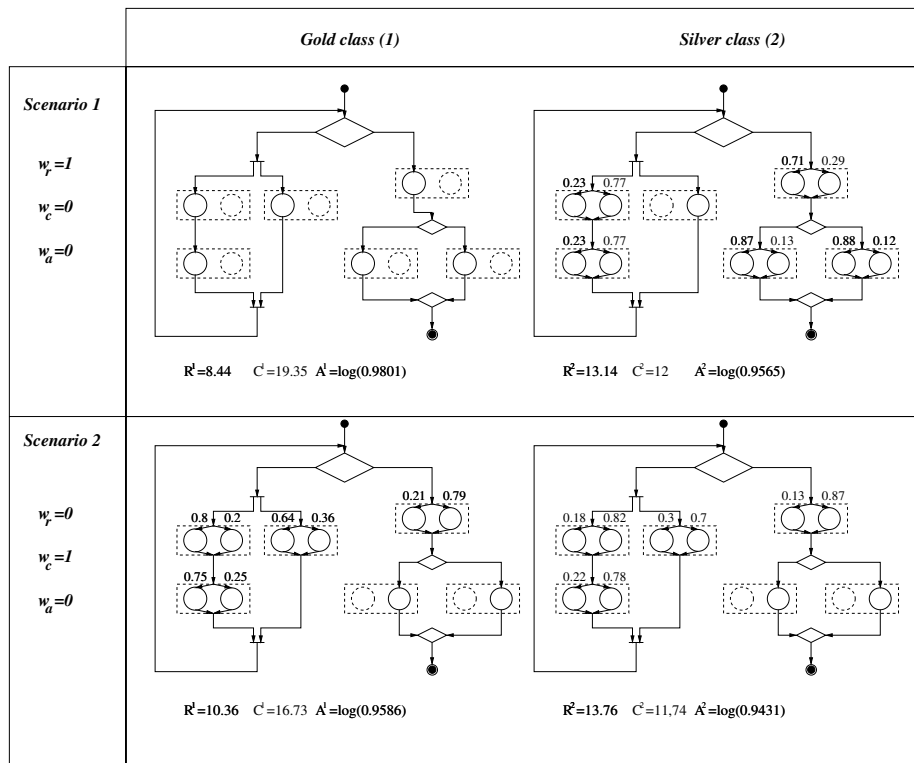 Gold class (1) Silver class (2)
Scenario 1
w_r=1
w_c=0
w_a=0
0.23 0.77
0.23 0.77
0.71 0.29
0.87 0.13 0.88 0.12
R¹=8.44 C¹=19.35 A¹=log(0.9801)
R²=13.14 C²=12 A²=log(0.9565)
Scenario 2
w_r=0
w_c=1
w_a=0
0.8 0.2 0.64 0.36
0.75 0.25
0.21 0.79
0.18 0.82 0.3 0.7
0.22 0.78
0.13 0.87
R¹=10.36 C¹=16.73 A¹=log(0.9586)
R²=13.76 C²=11,74 A²=log(0.9431)